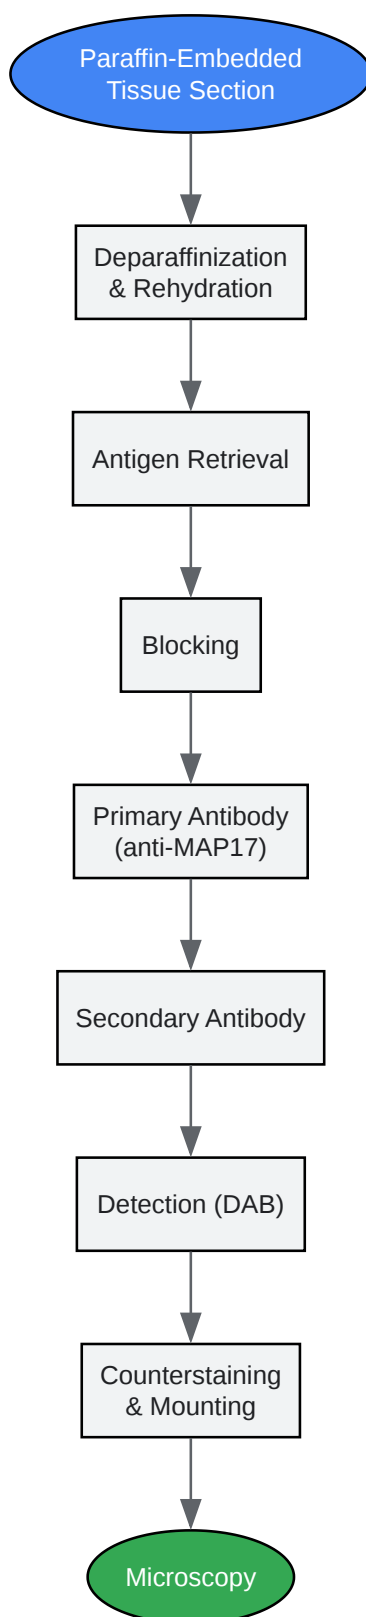 Paraffin-Embedded
Tissue Section
Deparaffinization
& Rehydration
Antigen Retrieval
Blocking
Primary Antibody
(anti-MAP17)
Secondary Antibody
Detection (DAB)
Counterstaining
& Mounting
Microscopy